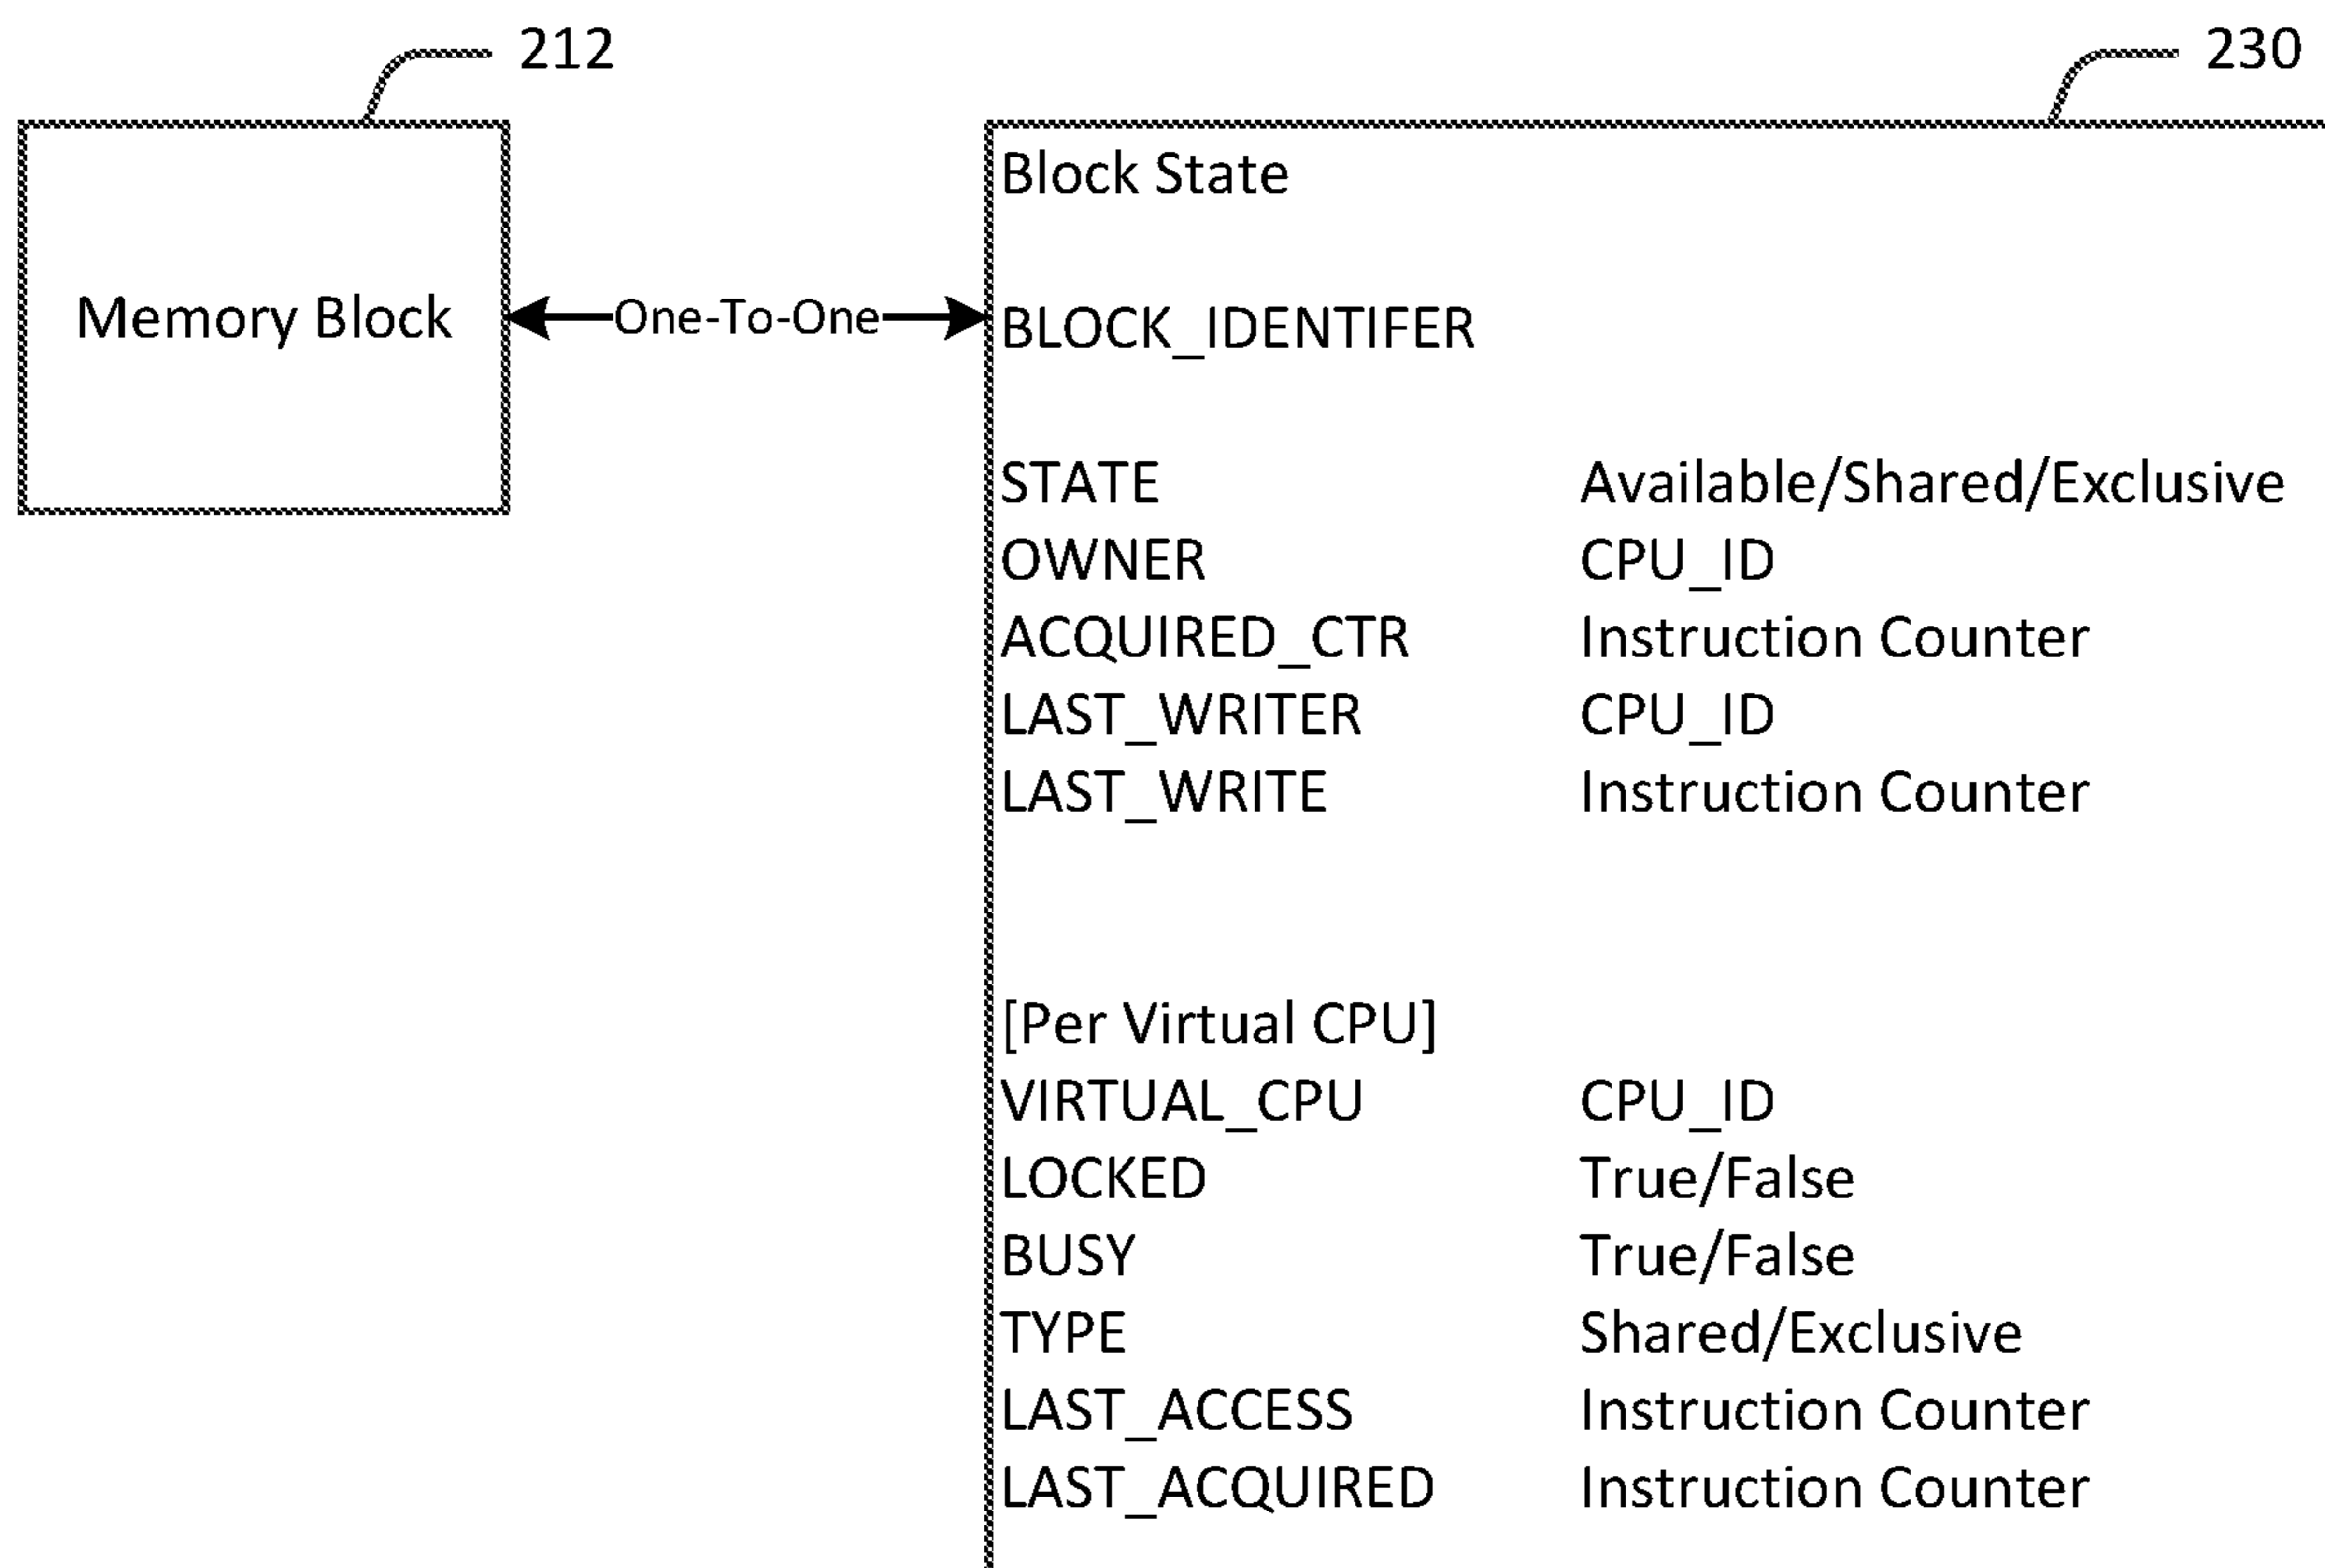 212
230
Memory Block
One-To-One
Block State
BLOCK_IDENTIFER
STATE Available/Shared/Exclusive
OWNER CPU_ID
ACQUIRED_CTR Instruction Counter
LAST_WRITER CPU_ID
LAST_WRITE Instruction Counter
[Per Virtual CPU]
VIRTUAL_CPU CPU_ID
LOCKED True/False
BUSY True/False
TYPE Shared/Exclusive
LAST_ACCESS Instruction Counter
LAST_ACQUIRED Instruction Counter